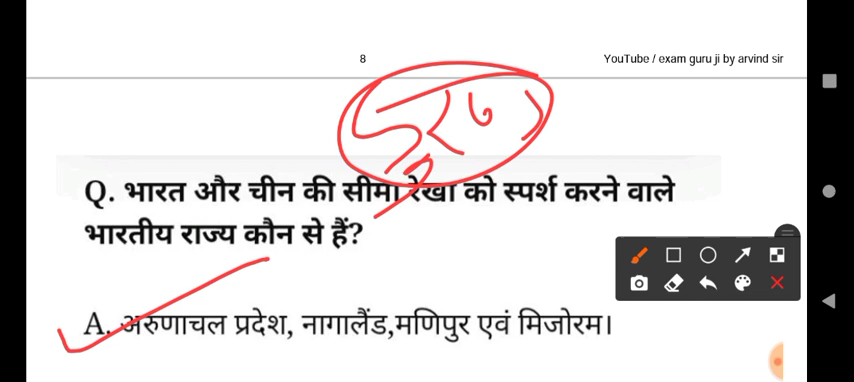 8
YouTube / exam guru ji by arvind sir
Q. भारत और चीन की सीमा रेखा को स्पर्श करने वाले
भारतीय राज्य कौन से हैं?
A. अरुणाचल प्रदेश, नागालैंड,मणिपुर एवं मिजोरम।